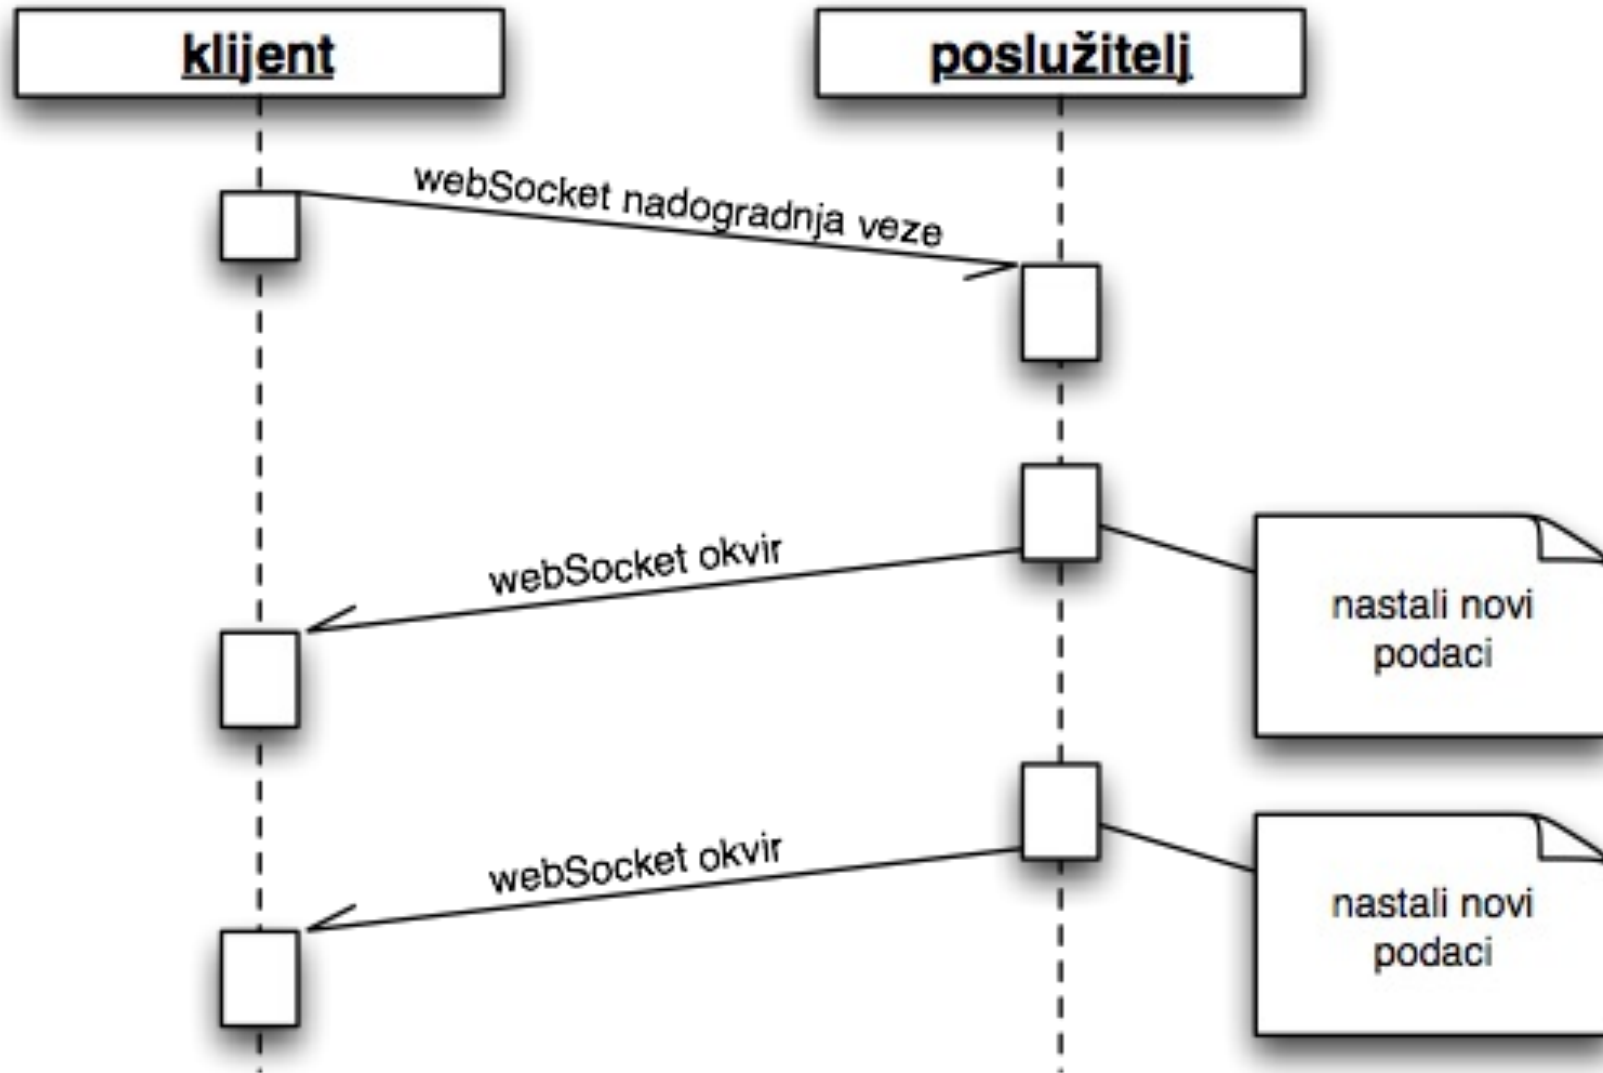 klijent
poslužitelj
webSocket nadogradnja veze
webSocket okvir
nastali novi
podaci
webSocket okvir
nastali novi
podaci